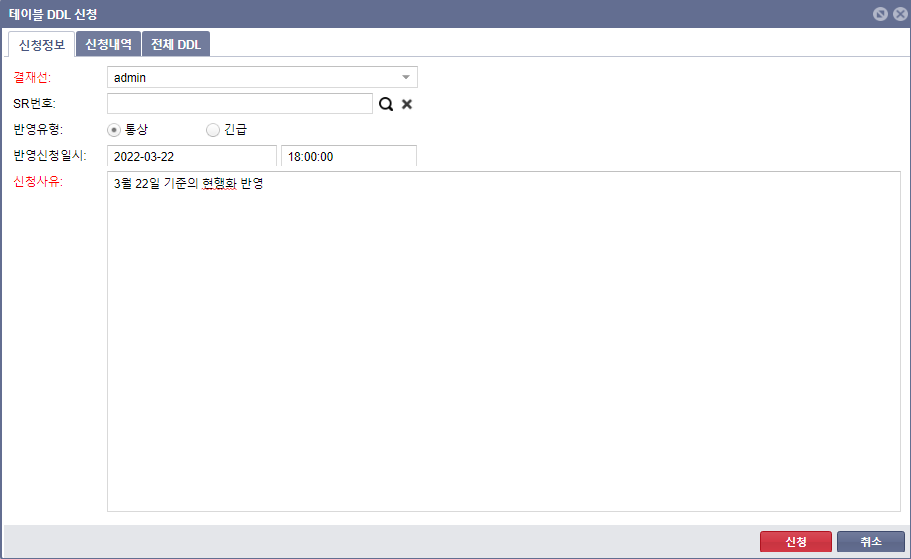 테이블 DDL 신청
신청정보 신청내역 전체 DDL
결재선: admin
SR번호:
반영유형: 통상 긴급
반영신청일시: 2022-03-22 18:00:00
신청사유: 3월 22일 기준의 현행화 반영
신청 취소